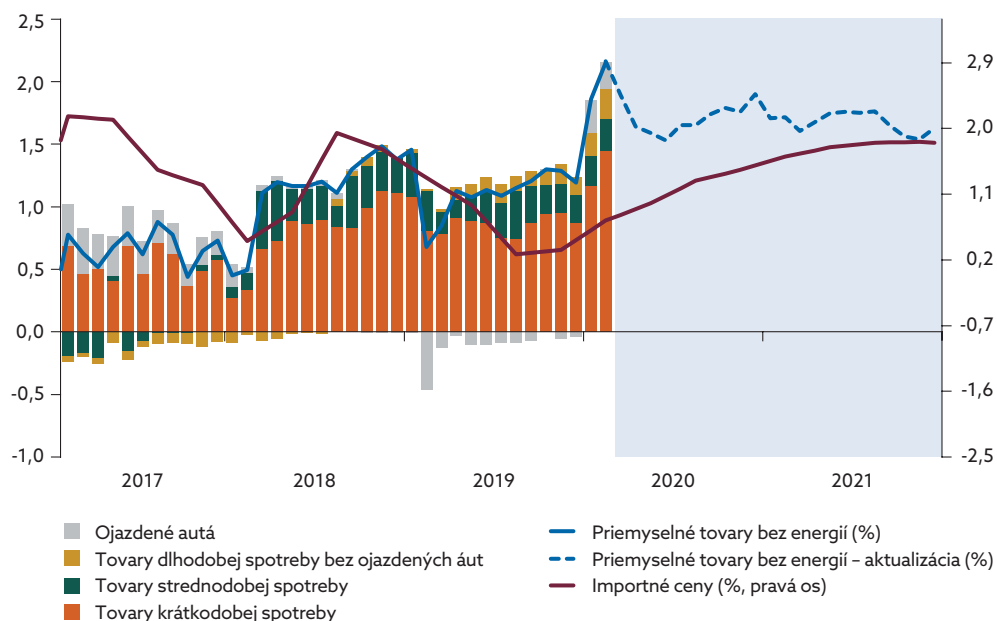 2,5
2,0
1,5
1,0
0,5
0,0
-0,5
-1,0
2,9
2,0
1,1
0,2
-0,7
-1,6
-2,5
2017 2018 2019 2020 2021
Ojazdené autá
Tovary dlhodobej spotreby bez ojazdených áut
Tovary strednodobej spotreby
Tovary krátkodobej spotreby
Priemyselné tovary bez energií (%)
Priemyselné tovary bez energií – aktualizácia (%)
Importné ceny (%, pravá os)